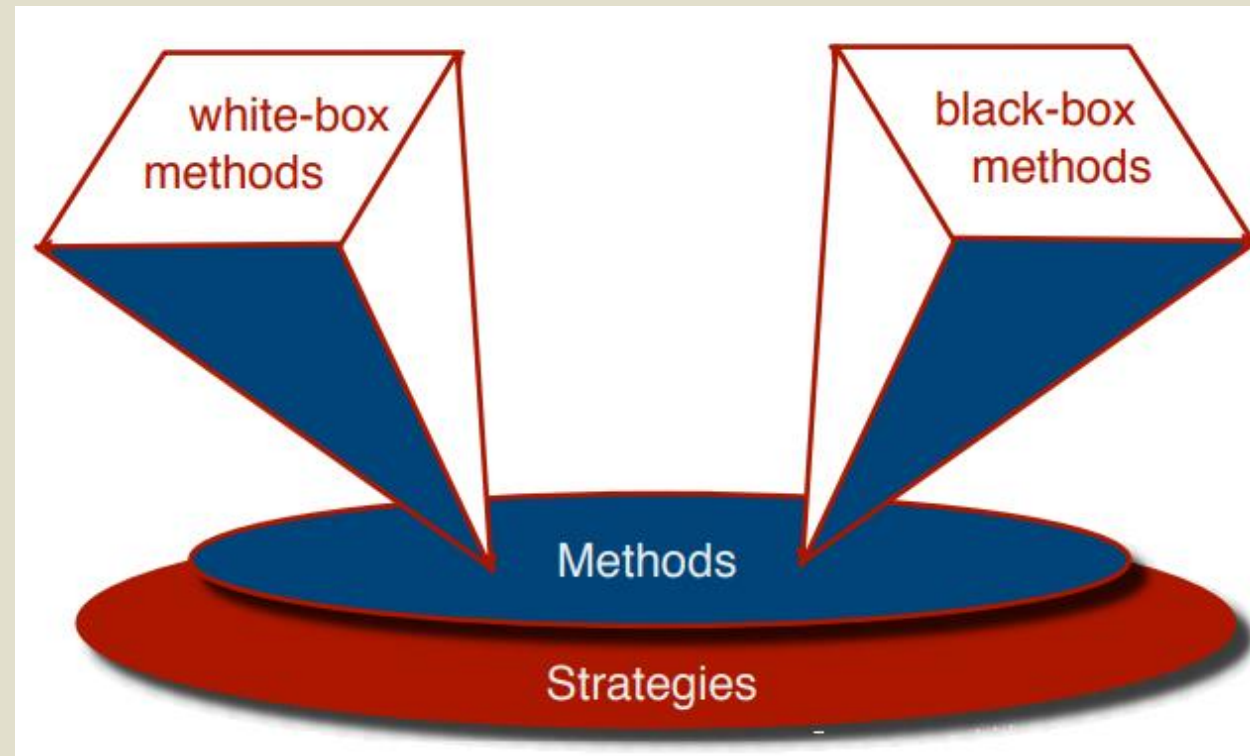 white-box
methods
black-box
methods
Methods
Strategies